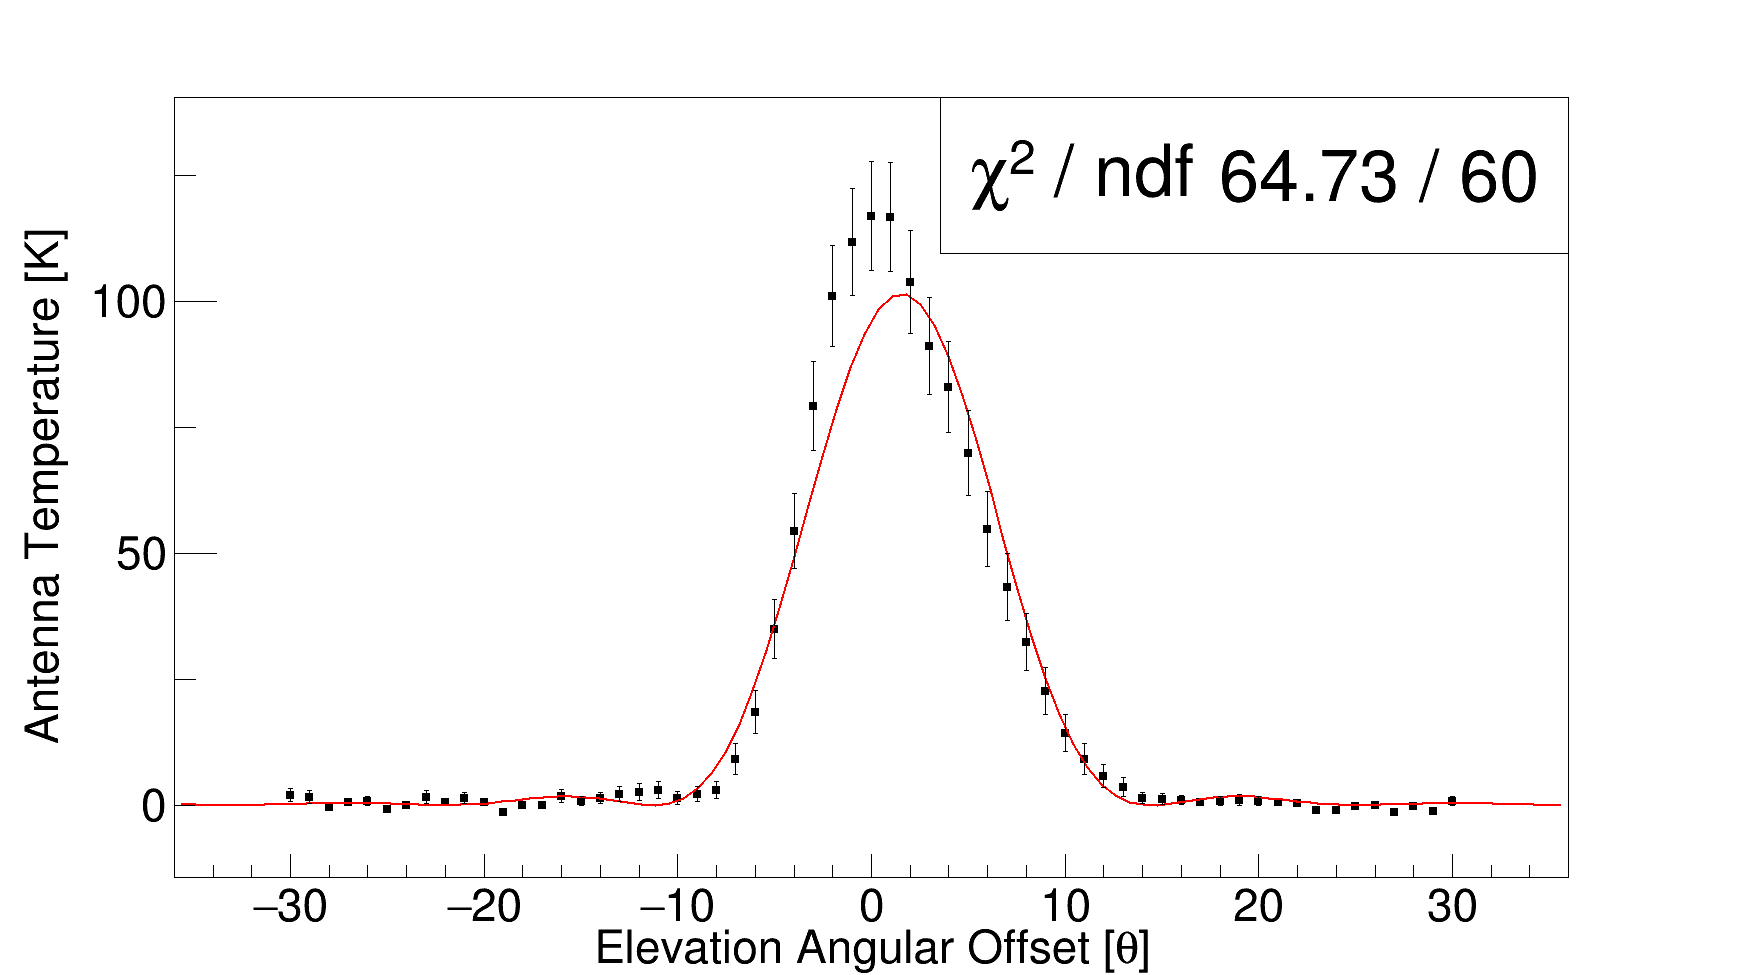 χ² / ndf 64.73 / 60
Antenna Temperature [K]
100
50
0
−30 −20 −10 0 10 20 30
Elevation Angular Offset [θ]